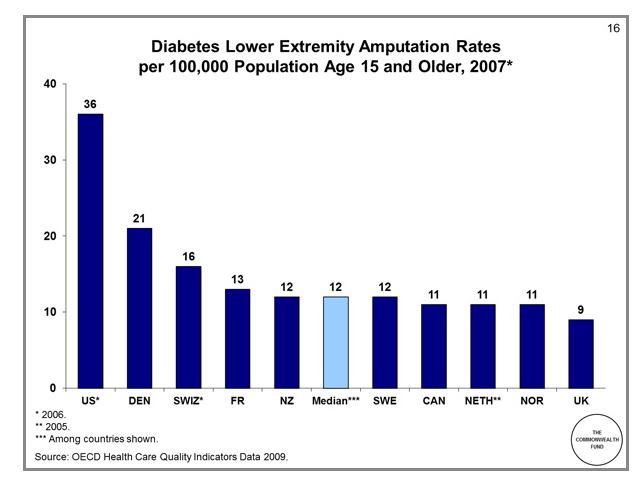 16
Diabetes Lower Extremity Amputation Rates
per 100,000 Population Age 15 and Older, 2007*
40
30
20
10
0
36
21
16
13
12
12
12
11
11
11
9
US*
DEN
SWIZ*
FR
NZ
Median***
SWE
CAN
NETH**
NOR
UK
* 2006.
** 2005.
*** Among countries shown.
Source: OECD Health Care Quality Indicators Data 2009.
THE
COMMONWEALTH
FUND